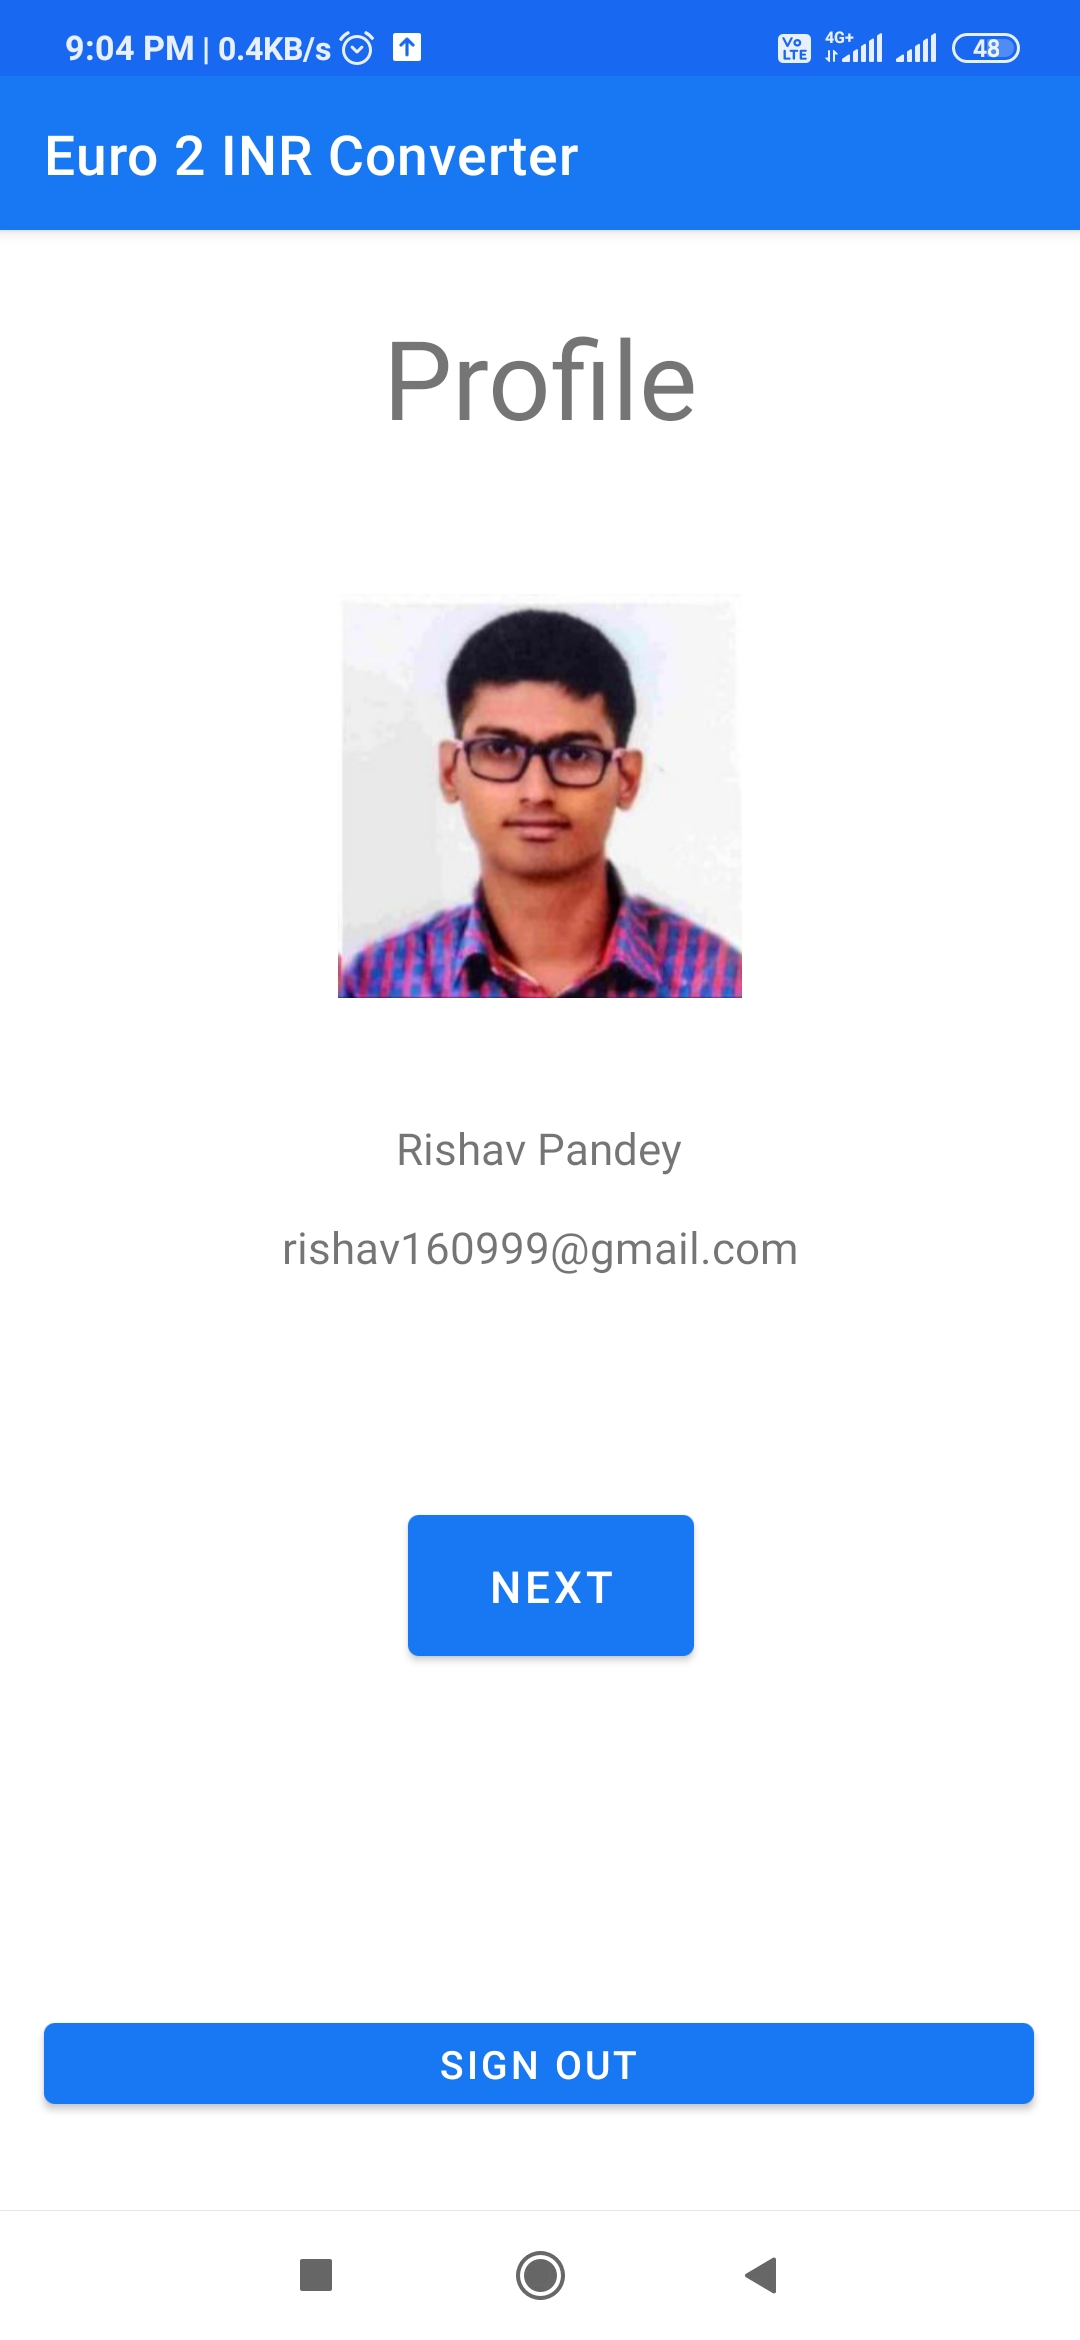 9:04 PM | 0.4KB/s Vo LTE 4G+ 48
Euro 2 INR Converter
Profile
Rishav Pandey
rishav160999@gmail.com
NEXT
SIGN OUT